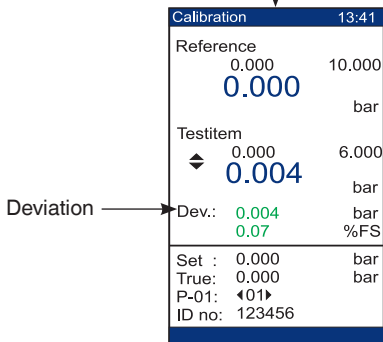 Calibration 13:41
Reference
0.000 10.000
0.000
bar
Testitem
0.000 6.000
0.004
bar
Deviation
Dev.: 0.004 bar
0.07 %FS
Set : 0.000 bar
True: 0.000 bar
P-01: 01
ID no: 123456